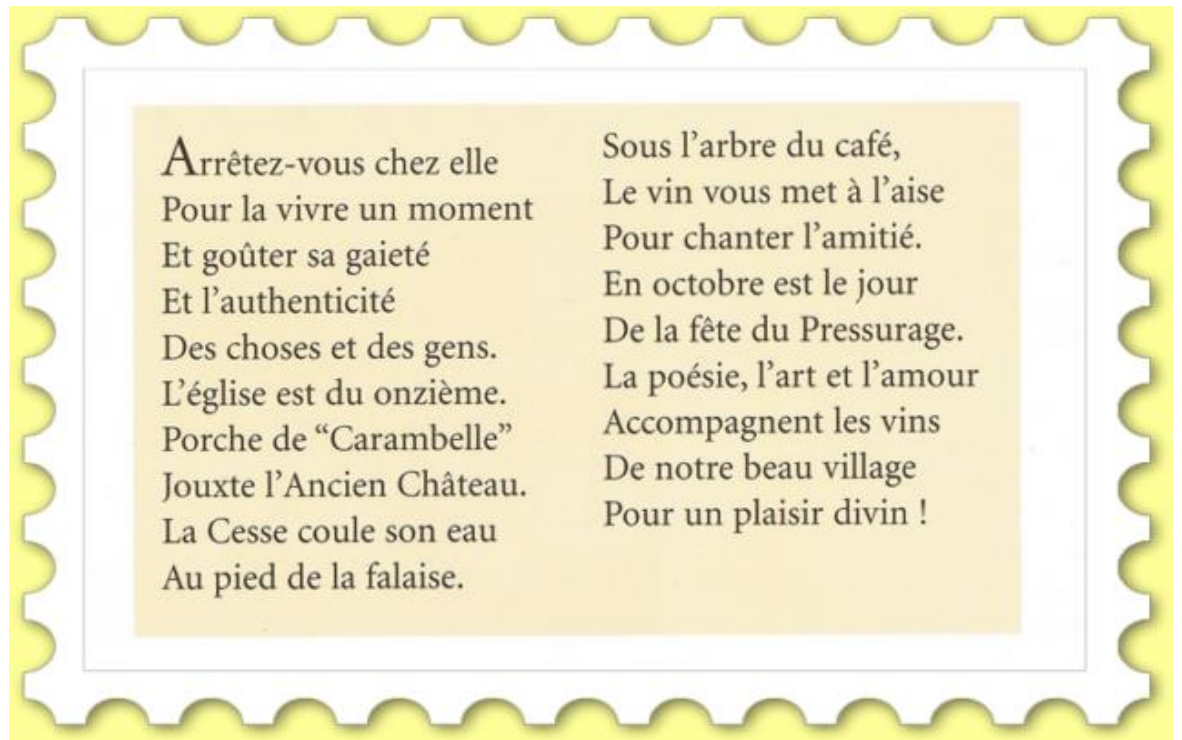 Arrêtez-vous chez elle
Pour la vivre un moment
Et goûter sa gaieté
Et l’authenticité
Des choses et des gens.
L’église est du onzième.
Porche de “Carambelle”
Jouxte l’Ancien Château.
La Cesse coule son eau
Au pied de la falaise.
Sous l’arbre du café,
Le vin vous met à l’aise
Pour chanter l’amitié.
En octobre est le jour
De la fête du Pressurage.
La poésie, l’art et l’amour
Accompagnent les vins
De notre beau village
Pour un plaisir divin !